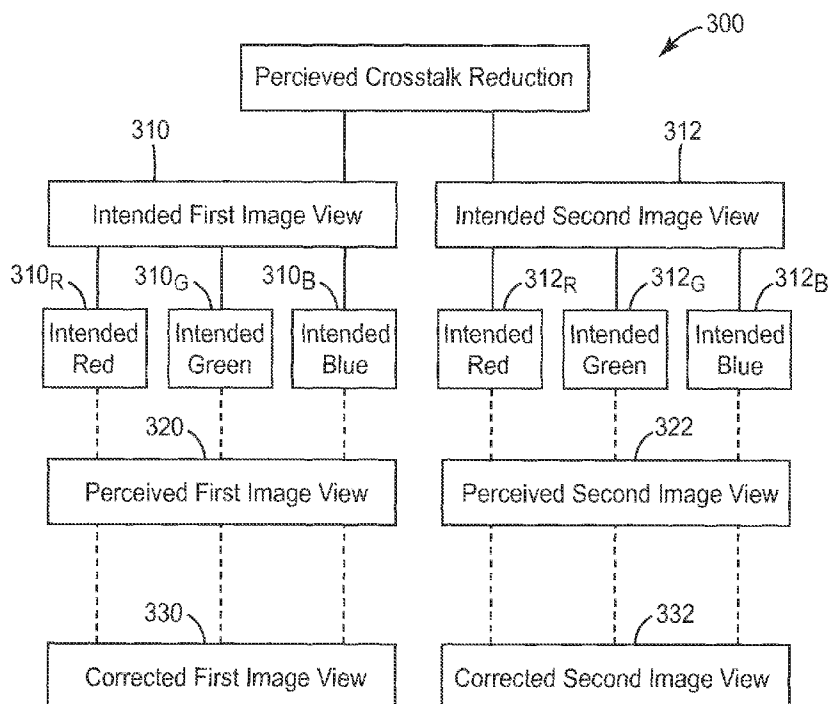 300
Percieved Crosstalk Reduction
310
312
Intended First Image View
Intended Second Image View
310R
310G
310B
312R
312G
312B
Intended
Red
Intended
Green
Intended
Blue
Intended
Red
Intended
Green
Intended
Blue
320
322
Perceived First Image View
Perceived Second Image View
330
332
Corrected First Image View
Corrected Second Image View